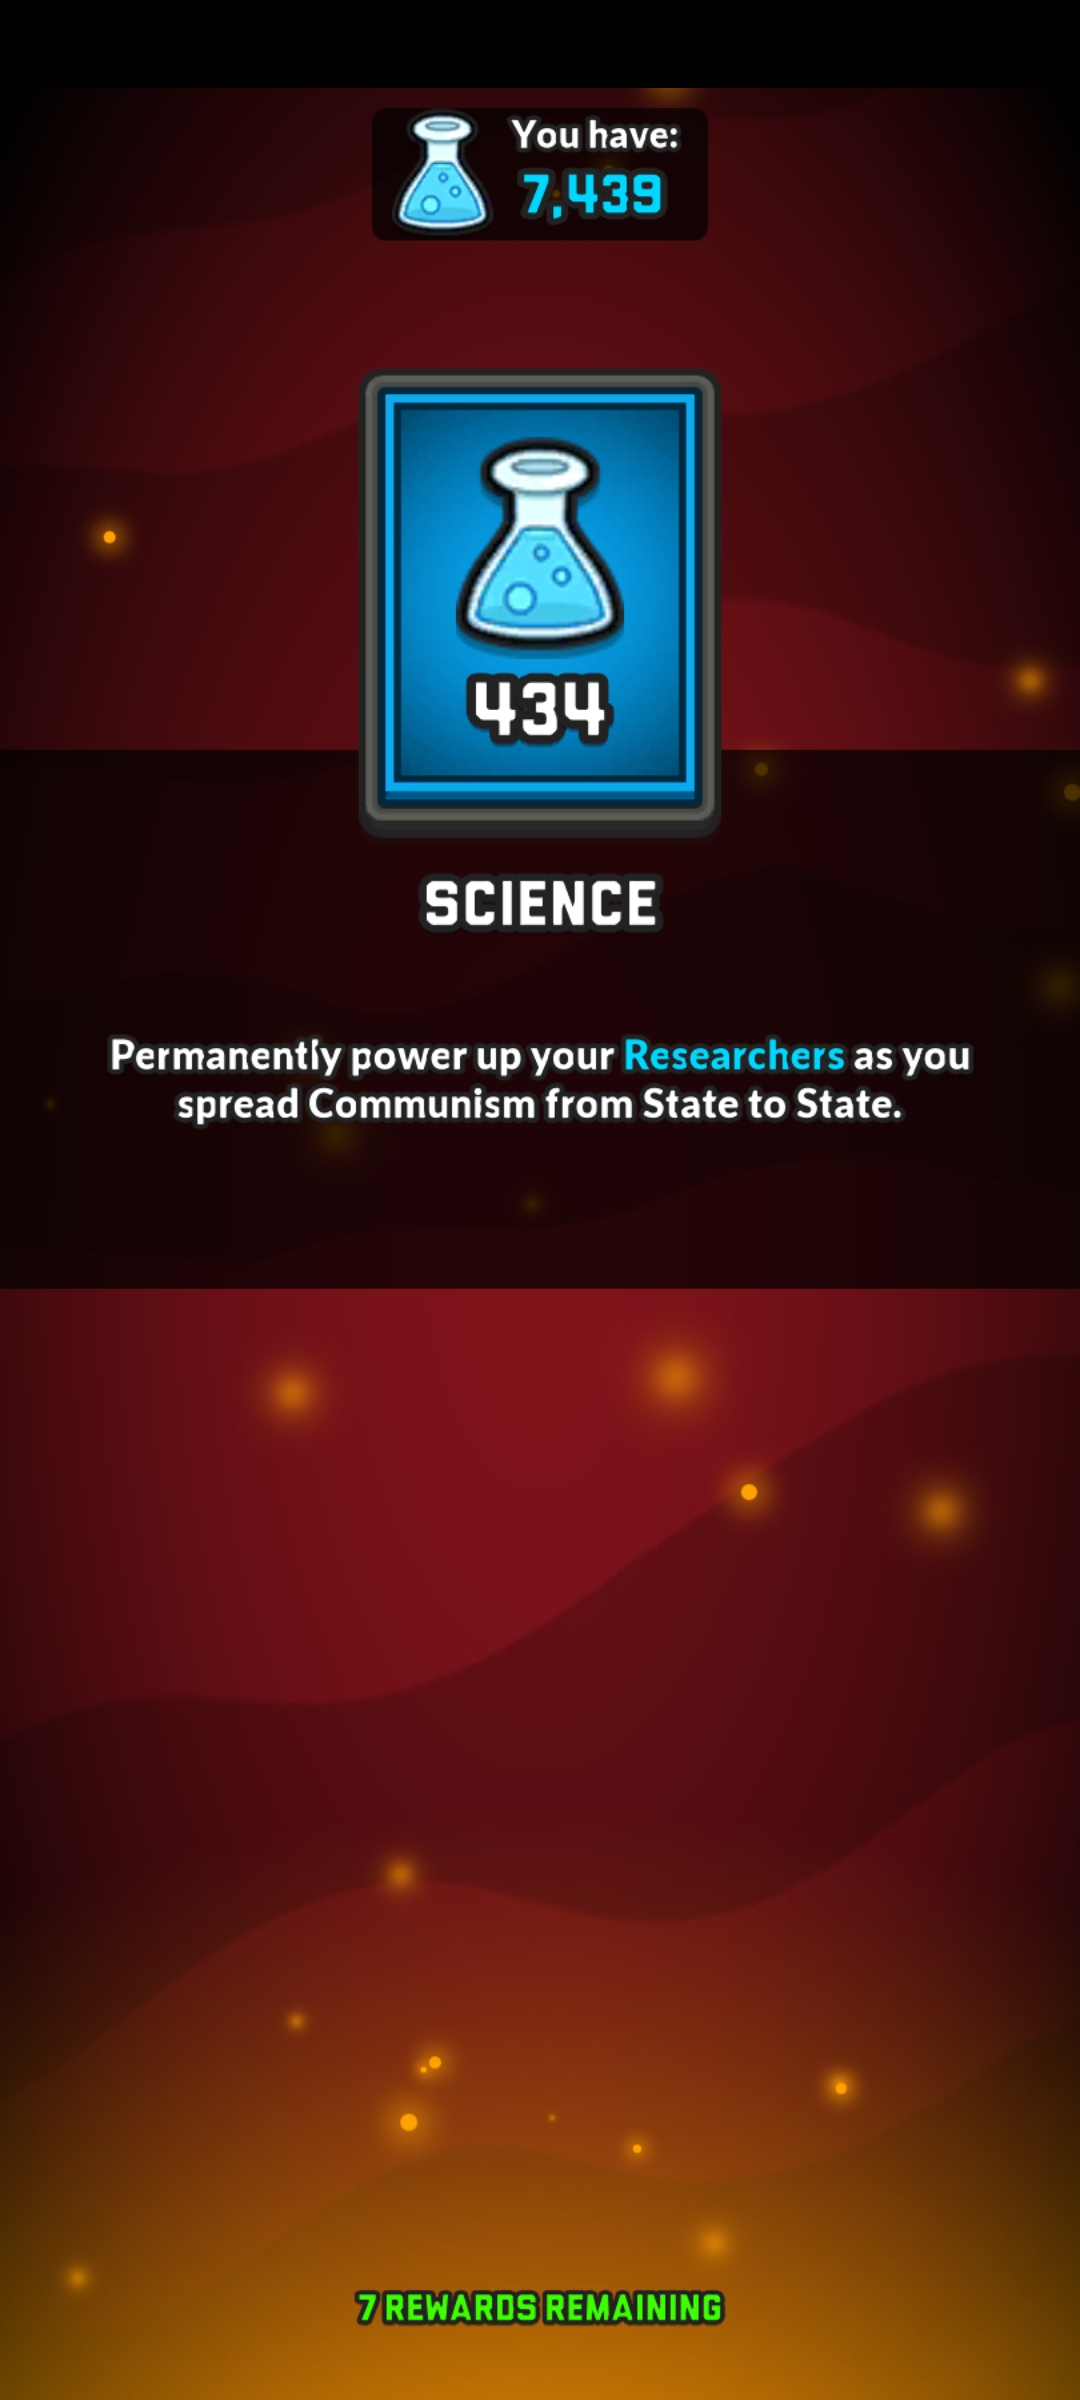 You have:
7,439
434
SCIENCE
Permanently power up your Researchers as you
spread Communism from State to State.
7 REWARDS REMAINING